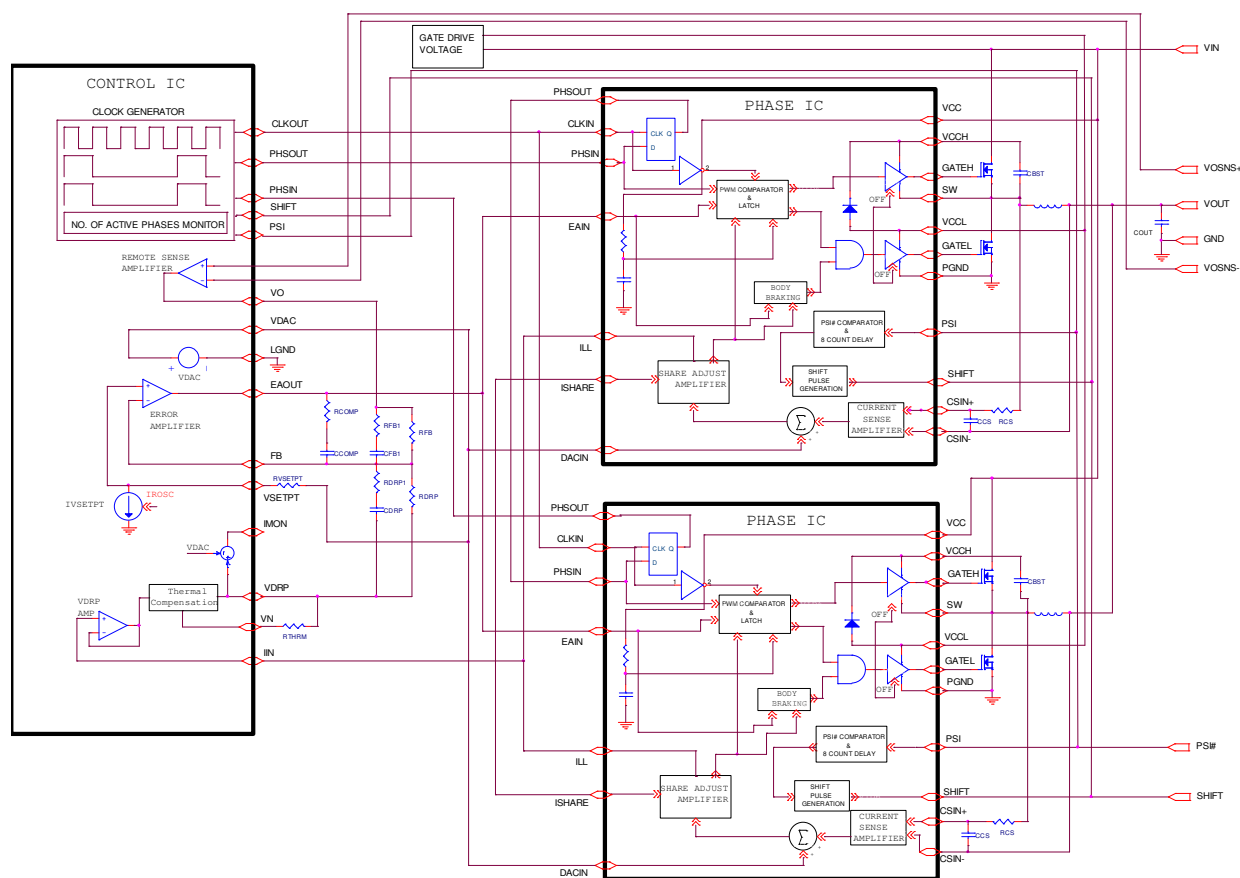 GATE DRIVE
VOLTAGE
VIN
CONTROL IC
CLOCK GENERATOR
NO. OF ACTIVE PHASES MONITOR
CLKOUT
PHSOUT
PHSIN
SHIFT
PSI
REMOTE SENSE
AMPLIFIER
+
-
VO
VDAC
LGND
+
VDAC
-
EAOUT
+
-
ERROR
AMPLIFIER
FB
RVSETPT
VSETPT
IVSETPT
IROSC
IMON
VDAC
VDRP
AMP
Thermal
Compensation
VDRP
VN
RTHRM
+
-
IIN
RCOMP
CCOMP
RFB1
CFB1
RFB
RDRP1
CDRP
RDRP
PHASE IC
PHSOUT
CLKIN
PHSIN
CLK Q
D
1
2
PWM COMPARATOR
&
LATCH
EAIN
OFF
OFF
BODY
BRAKING
PSI# COMPARATOR
&
8 COUNT DELAY
ILL
SHARE ADJUST
AMPLIFIER
ISHARE
SHIFT
PULSE
GENERATION
CURRENT
SENSE
AMPLIFIER
Σ
+
+
DACIN
VCC
VCCH
GATEH
SW
VCCL
GATEL
PGND
PSI
SHIFT
CSIN+
CSIN-
CBST
CCS
RCS
COUT
VOSNS+
VOUT
GND
VOSNS-
PHASE IC
PHSOUT
CLKIN
PHSIN
CLK Q
D
1
2
PWM COMPARATOR
&
LATCH
EAIN
OFF
OFF
BODY
BRAKING
PSI# COMPARATOR
&
8 COUNT DELAY
ILL
SHARE ADJUST
AMPLIFIER
ISHARE
SHIFT
PULSE
GENERATION
CURRENT
SENSE
AMPLIFIER
Σ
+
+
DACIN
VCC
VCCH
GATEH
SW
VCCL
GATEL
PGND
PSI
SHIFT
CSIN+
CSIN-
CBST
CCS
RCS
PSI#
SHIFT